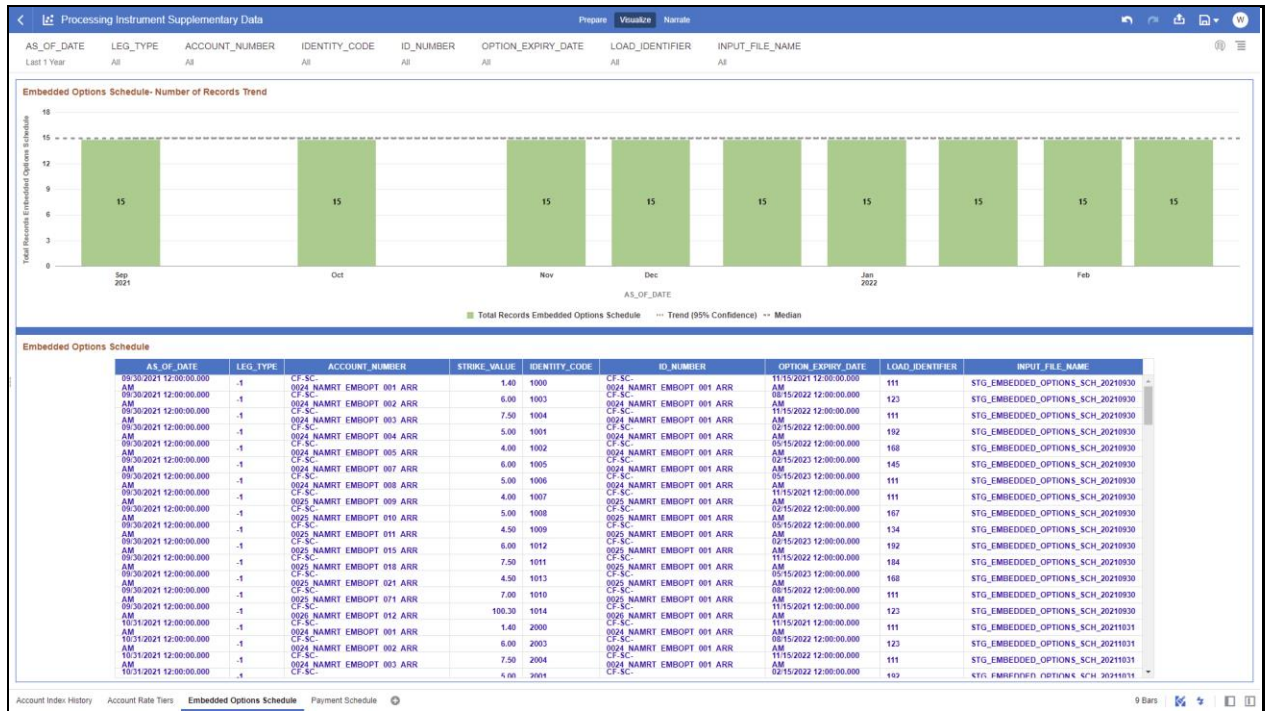 Processing Instrument Supplementary Data Prepare Visualize Narrate W
AS_OF_DATE LEG_TYPE ACCOUNT_NUMBER IDENTITY_CODE ID_NUMBER OPTION_EXPIRY_DATE LOAD_IDENTIFIER INPUT_FILE_NAME
Last 1 Year All All All All All All All
Embedded Options Schedule- Number of Records Trend
Total Records Embedded Options Schedule
18
15
12
9
6
3
0
15 15 15 15 15 15 15 15 15
Sep Oct Nov Dec Jan Feb
2021 2022
AS_OF_DATE
Total Records Embedded Options Schedule Trend (95% Confidence) Median
Embedded Options Schedule
AS_OF_DATE LEG_TYPE ACCOUNT_NUMBER STRIKE_VALUE IDENTITY_CODE ID_NUMBER OPTION_EXPIRY_DATE LOAD_IDENTIFIER INPUT_FILE_NAME
09/30/2021 12:00:00.000 AM -1 CF-SC-0024_NAMRT_EMBOPT_001_ARR 1.40 1000 CF-SC-0024_NAMRT_EMBOPT_001_ARR 11/15/2021 12:00:00.000 AM 111 STG_EMBEDDED_OPTIONS_SCH_20210930
09/30/2021 12:00:00.000 AM -1 CF-SC-0024_NAMRT_EMBOPT_002_ARR 6.00 1003 CF-SC-0024_NAMRT_EMBOPT_001_ARR 08/15/2022 12:00:00.000 AM 123 STG_EMBEDDED_OPTIONS_SCH_20210930
09/30/2021 12:00:00.000 AM -1 CF-SC-0024_NAMRT_EMBOPT_003_ARR 7.50 1004 CF-SC-0024_NAMRT_EMBOPT_001_ARR 11/15/2022 12:00:00.000 AM 111 STG_EMBEDDED_OPTIONS_SCH_20210930
09/30/2021 12:00:00.000 AM -1 CF-SC-0024_NAMRT_EMBOPT_004_ARR 5.00 1001 CF-SC-0024_NAMRT_EMBOPT_001_ARR 02/15/2022 12:00:00.000 AM 192 STG_EMBEDDED_OPTIONS_SCH_20210930
09/30/2021 12:00:00.000 AM -1 CF-SC-0024_NAMRT_EMBOPT_005_ARR 4.00 1002 CF-SC-0024_NAMRT_EMBOPT_001_ARR 05/15/2022 12:00:00.000 AM 168 STG_EMBEDDED_OPTIONS_SCH_20210930
09/30/2021 12:00:00.000 AM -1 CF-SC-0024_NAMRT_EMBOPT_007_ARR 6.00 1005 CF-SC-0024_NAMRT_EMBOPT_001_ARR 02/15/2023 12:00:00.000 AM 145 STG_EMBEDDED_OPTIONS_SCH_20210930
09/30/2021 12:00:00.000 AM -1 CF-SC-0024_NAMRT_EMBOPT_008_ARR 5.00 1006 CF-SC-0024_NAMRT_EMBOPT_001_ARR 05/15/2023 12:00:00.000 AM 111 STG_EMBEDDED_OPTIONS_SCH_20210930
09/30/2021 12:00:00.000 AM -1 CF-SC-0025_NAMRT_EMBOPT_009_ARR 4.00 1007 CF-SC-0025_NAMRT_EMBOPT_001_ARR 11/15/2021 12:00:00.000 AM 111 STG_EMBEDDED_OPTIONS_SCH_20210930
09/30/2021 12:00:00.000 AM -1 CF-SC-0025_NAMRT_EMBOPT_010_ARR 5.00 1008 CF-SC-0025_NAMRT_EMBOPT_001_ARR 02/15/2022 12:00:00.000 AM 167 STG_EMBEDDED_OPTIONS_SCH_20210930
09/30/2021 12:00:00.000 AM -1 CF-SC-0025_NAMRT_EMBOPT_011_ARR 4.50 1009 CF-SC-0025_NAMRT_EMBOPT_001_ARR 05/15/2022 12:00:00.000 AM 134 STG_EMBEDDED_OPTIONS_SCH_20210930
09/30/2021 12:00:00.000 AM -1 CF-SC-0025_NAMRT_EMBOPT_015_ARR 6.00 1012 CF-SC-0025_NAMRT_EMBOPT_001_ARR 02/15/2023 12:00:00.000 AM 192 STG_EMBEDDED_OPTIONS_SCH_20210930
09/30/2021 12:00:00.000 AM -1 CF-SC-0025_NAMRT_EMBOPT_018_ARR 7.50 1011 CF-SC-0025_NAMRT_EMBOPT_001_ARR 11/15/2022 12:00:00.000 AM 184 STG_EMBEDDED_OPTIONS_SCH_20210930
09/30/2021 12:00:00.000 AM -1 CF-SC-0025_NAMRT_EMBOPT_021_ARR 4.50 1013 CF-SC-0025_NAMRT_EMBOPT_001_ARR 05/15/2023 12:00:00.000 AM 168 STG_EMBEDDED_OPTIONS_SCH_20210930
09/30/2021 12:00:00.000 AM -1 CF-SC-0025_NAMRT_EMBOPT_071_ARR 7.00 1010 CF-SC-0025_NAMRT_EMBOPT_001_ARR 08/15/2022 12:00:00.000 AM 111 STG_EMBEDDED_OPTIONS_SCH_20210930
09/30/2021 12:00:00.000 AM -1 CF-SC-0026_NAMRT_EMBOPT_012_ARR 100.30 1014 CF-SC-0026_NAMRT_EMBOPT_001_ARR 11/15/2021 12:00:00.000 AM 123 STG_EMBEDDED_OPTIONS_SCH_20210930
10/31/2021 12:00:00.000 AM -1 CF-SC-0024_NAMRT_EMBOPT_001_ARR 1.40 2000 CF-SC-0024_NAMRT_EMBOPT_001_ARR 11/15/2021 12:00:00.000 AM 111 STG_EMBEDDED_OPTIONS_SCH_20211031
10/31/2021 12:00:00.000 AM -1 CF-SC-0024_NAMRT_EMBOPT_002_ARR 6.00 2003 CF-SC-0024_NAMRT_EMBOPT_001_ARR 08/15/2022 12:00:00.000 AM 123 STG_EMBEDDED_OPTIONS_SCH_20211031
10/31/2021 12:00:00.000 AM -1 CF-SC-0024_NAMRT_EMBOPT_003_ARR 7.50 2004 CF-SC-0024_NAMRT_EMBOPT_001_ARR 11/15/2022 12:00:00.000 AM 111 STG_EMBEDDED_OPTIONS_SCH_20211031
10/31/2021 12:00:00.000 -1 CF-SC- 5.00 2001 CF-SC- 02/15/2022 12:00:00.000 192 STG_EMBEDDED_OPTIONS_SCH_20211031
Account Index History Account Rate Tiers Embedded Options Schedule Payment Schedule 9 Bars